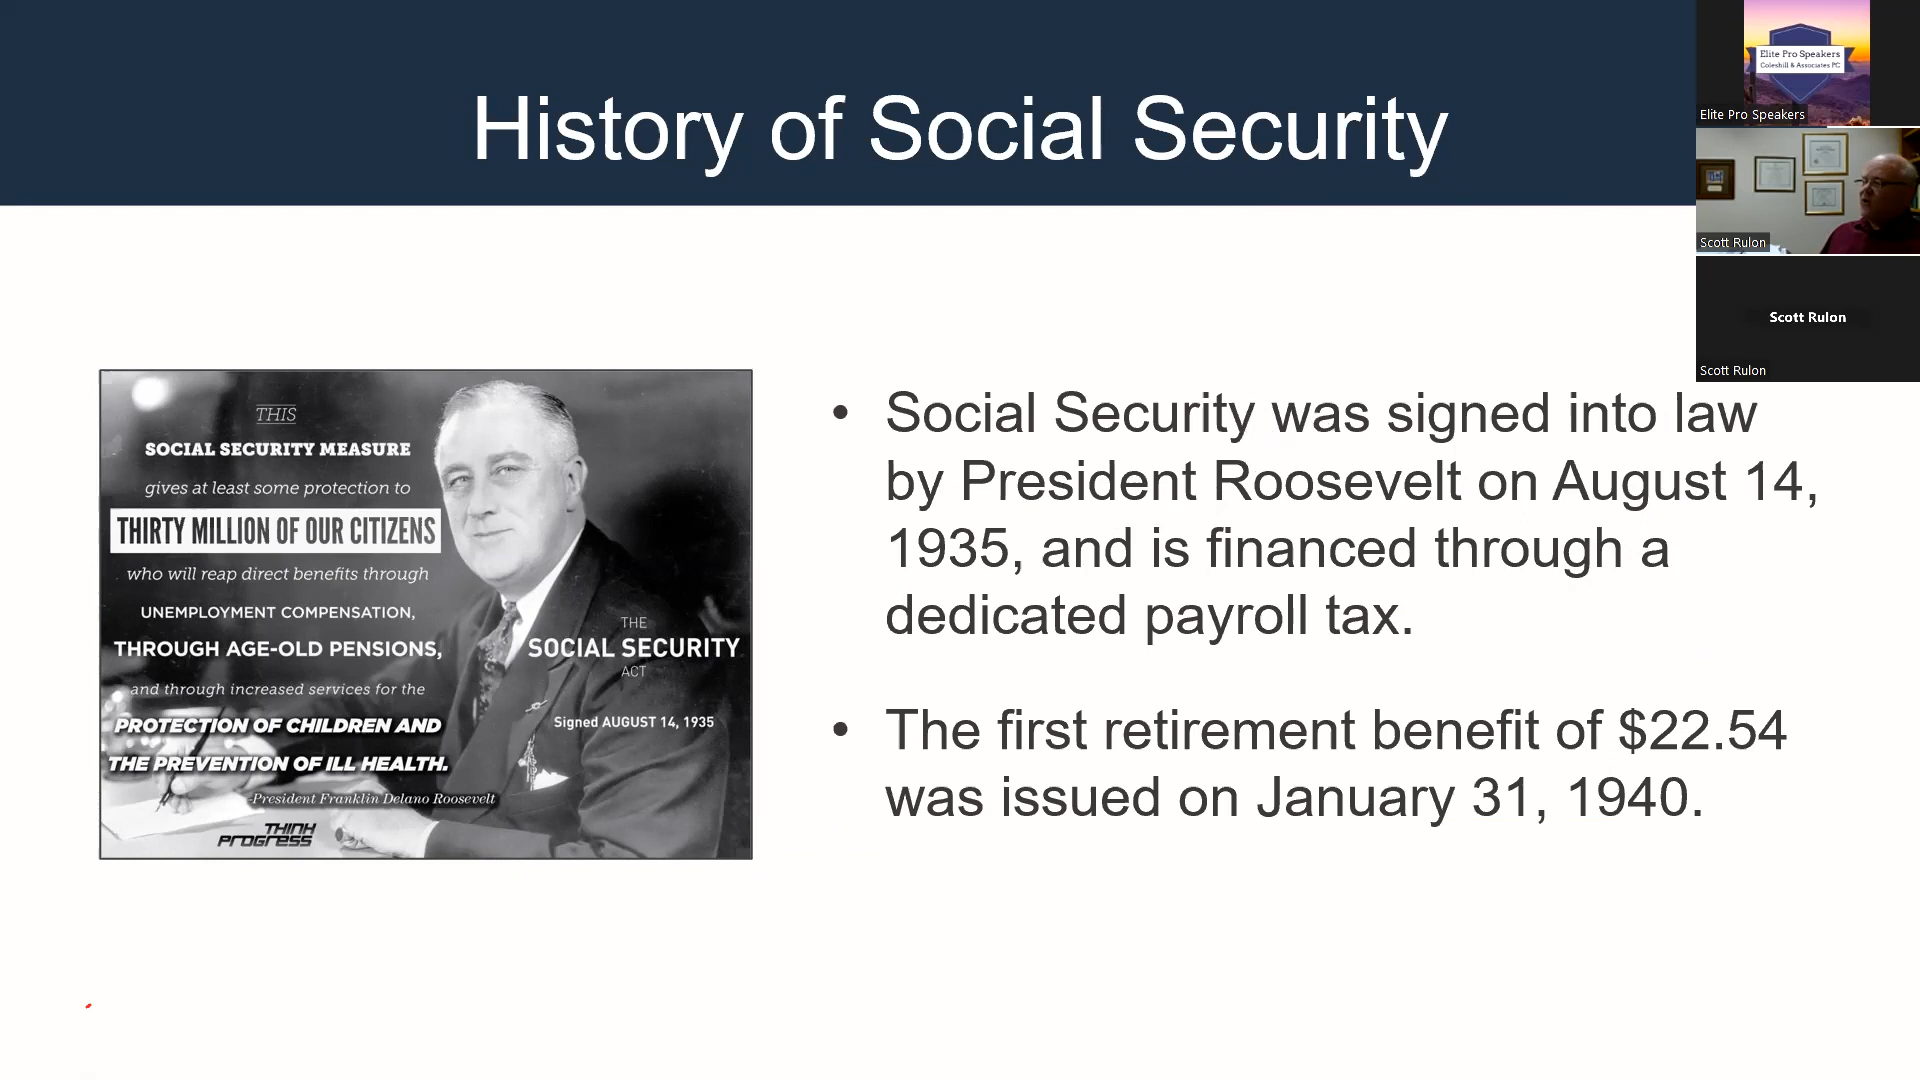 History of Social Security
Elite Pro Speakers
Coleshill & Associates PC
Elite Pro Speakers
Scott Rulon
Scott Rulon
Scott Rulon
THIS
SOCIAL SECURITY MEASURE
gives at least some protection to
THIRTY MILLION OF OUR CITIZENS
who will reap direct benefits through
UNEMPLOYMENT COMPENSATION,
THROUGH AGE-OLD PENSIONS,
and through increased services for the
PROTECTION OF CHILDREN AND
THE PREVENTION OF ILL HEALTH.
-President Franklin Delano Roosevelt
THINK
PROGRESS
THE
SOCIAL SECURITY
ACT
Signed AUGUST 14, 1935
• Social Security was signed into law
by President Roosevelt on August 14,
1935, and is financed through a
dedicated payroll tax.
• The first retirement benefit of $22.54
was issued on January 31, 1940.